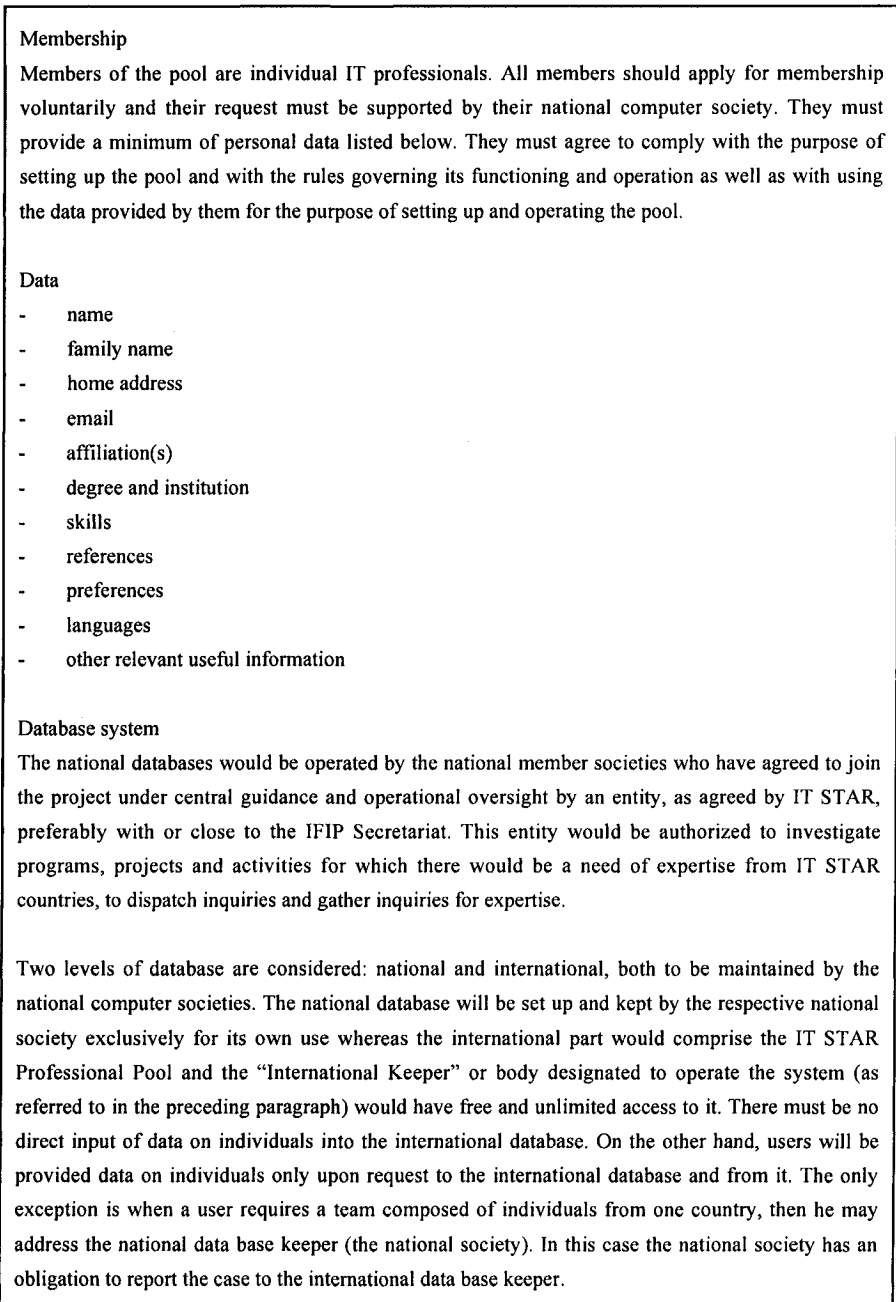 Membership
Members of the pool are individual IT professionals. All members should apply for membership
voluntarily and their request must be supported by their national computer society. They must
provide a minimum of personal data listed below. They must agree to comply with the purpose of
setting up the pool and with the rules governing its functioning and operation as well as with using
the data provided by them for the purpose of setting up and operating the pool.
Data
- name
- family name
- home address
- email
- affiliation(s)
- degree and institution
- skills
- references
- preferences
- languages
- other relevant useful information
Database system
The national databases would be operated by the national member societies who have agreed to join
the project under central guidance and operational oversight by an entity, as agreed by IT STAR,
preferably with or close to the IFIP Secretariat. This entity would be authorized to investigate
programs, projects and activities for which there would be a need of expertise from IT STAR
countries, to dispatch inquiries and gather inquiries for expertise.
Two levels of database are considered: national and international, both to be maintained by the
national computer societies. The national database will be set up and kept by the respective national
society exclusively for its own use whereas the international part would comprise the IT STAR
Professional Pool and the “International Keeper” or body designated to operate the system (as
referred to in the preceding paragraph) would have free and unlimited access to it. There must be no
direct input of data on individuals into the international database. On the other hand, users will be
provided data on individuals only upon request to the international database and from it. The only
exception is when a user requires a team composed of individuals from one country, then he may
address the national data base keeper (the national society). In this case the national society has an
obligation to report the case to the international data base keeper.